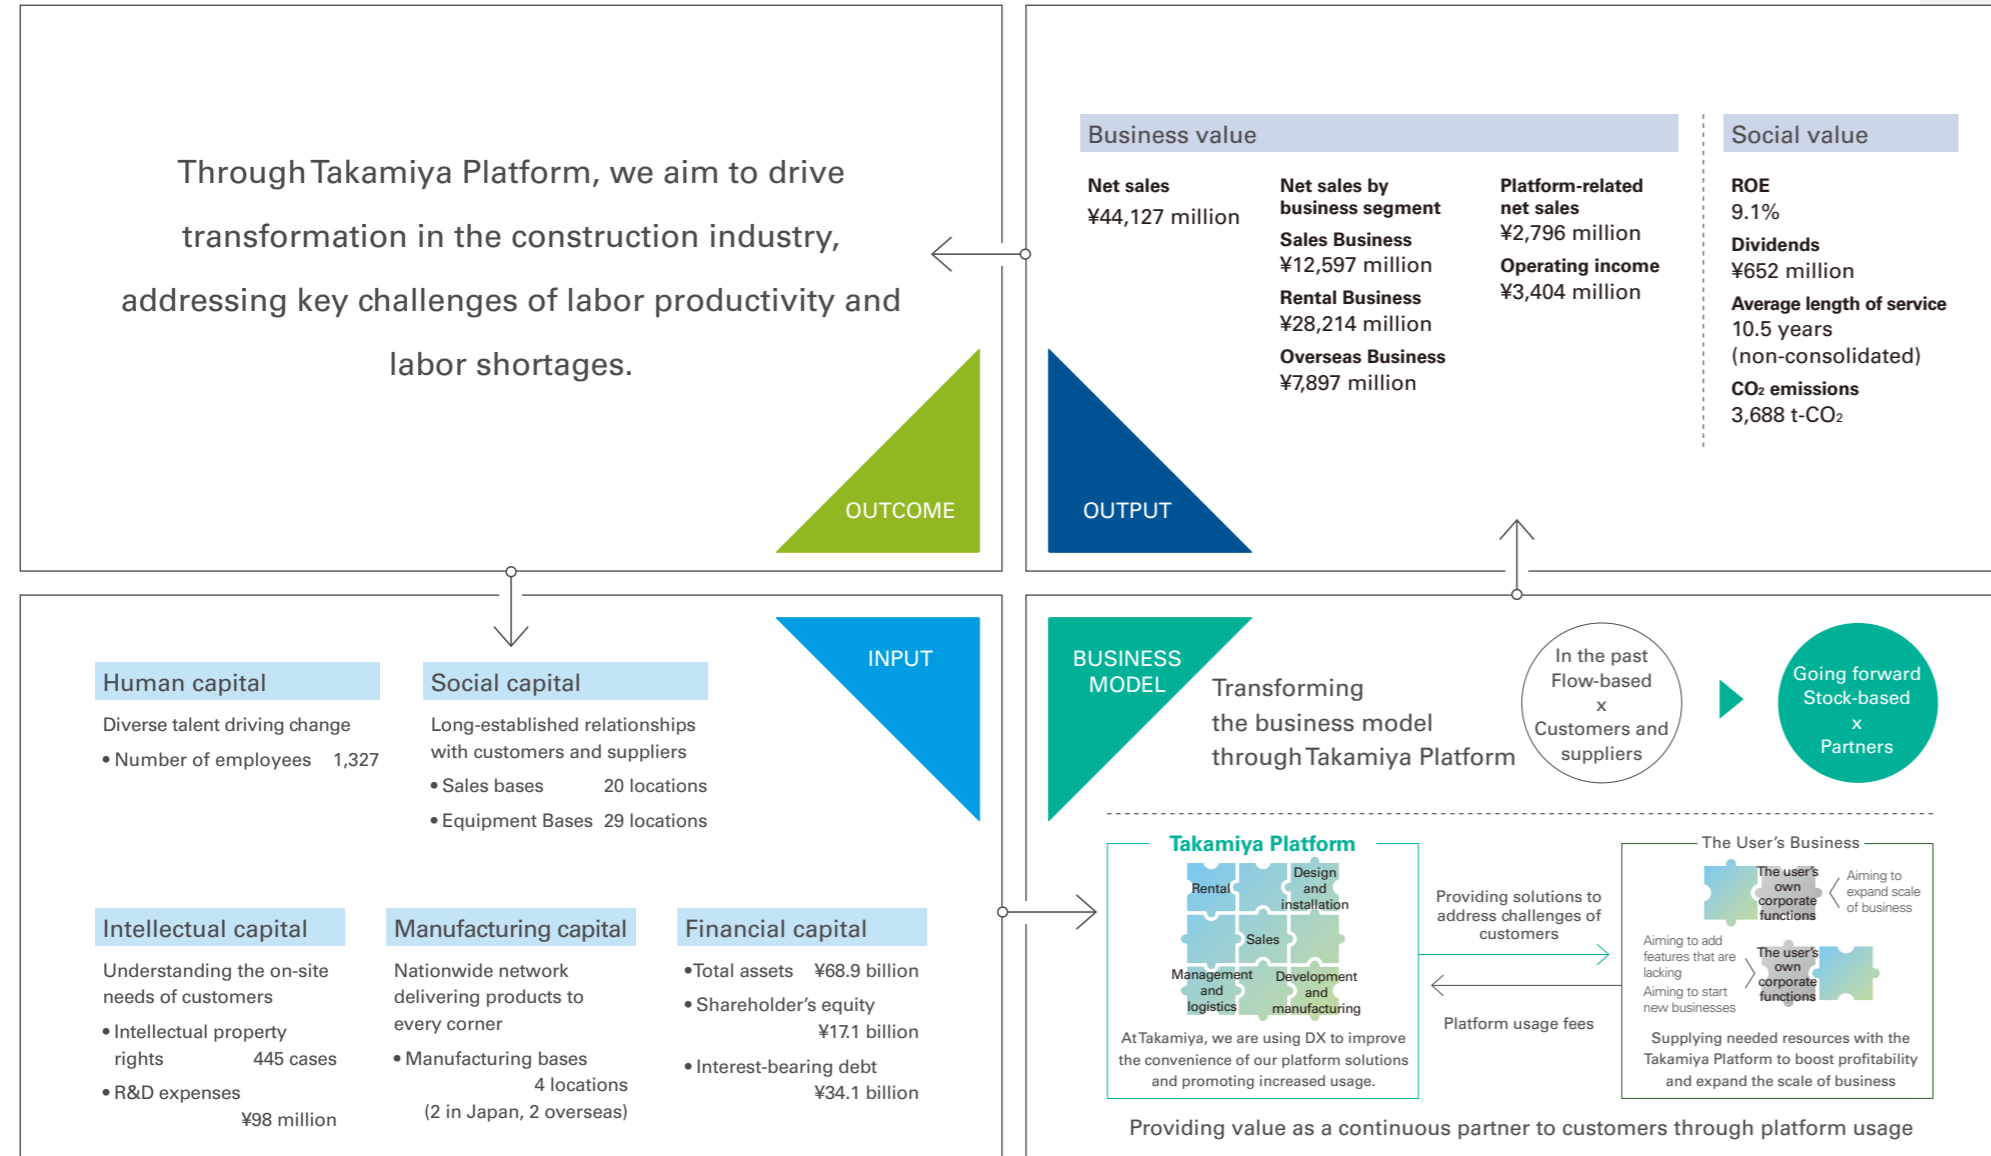 Through Takamiya Platform, we aim to drive
transformation in the construction industry,
addressing key challenges of labor productivity and
labor shortages.
OUTCOME
Business value
Net sales
¥44,127 million
Net sales by
business segment
Sales Business
¥12,597 million
Rental Business
¥28,214 million
Overseas Business
¥7,897 million
Platform-related
net sales
¥2,796 million
Operating income
¥3,404 million
Social value
ROE
9.1%
Dividends
¥652 million
Average length of service
10.5 years
(non-consolidated)
CO₂ emissions
3,688 t-CO₂
OUTPUT
INPUT
Human capital
Diverse talent driving change
• Number of employees 1,327
Social capital
Long-established relationships
with customers and suppliers
• Sales bases 20 locations
• Equipment Bases 29 locations
Intellectual capital
Understanding the on-site
needs of customers
• Intellectual property
rights 445 cases
• R&D expenses
¥98 million
Manufacturing capital
Nationwide network
delivering products to
every corner
• Manufacturing bases
4 locations
(2 in Japan, 2 overseas)
Financial capital
• Total assets ¥68.9 billion
• Shareholder's equity
¥17.1 billion
• Interest-bearing debt
¥34.1 billion
BUSINESS
MODEL
Transforming
the business model
through Takamiya Platform
In the past
Flow-based
x
Customers and
suppliers
Going forward
Stock-based
x
Partners
Takamiya Platform
Rental
Design
and
installation
Sales
Management
and
logistics
Development
and
manufacturing
At Takamiya, we are using DX to improve
the convenience of our platform solutions
and promoting increased usage.
Providing solutions to
address challenges of
customers
Platform usage fees
The User's Business
The user's
own
corporate
functions
Aiming to
expand scale
of business
Aiming to add
features that are
lacking
Aiming to start
new businesses
The user's
own
corporate
functions
Supplying needed resources with the
Takamiya Platform to boost profitability
and expand the scale of business
Providing value as a continuous partner to customers through platform usage